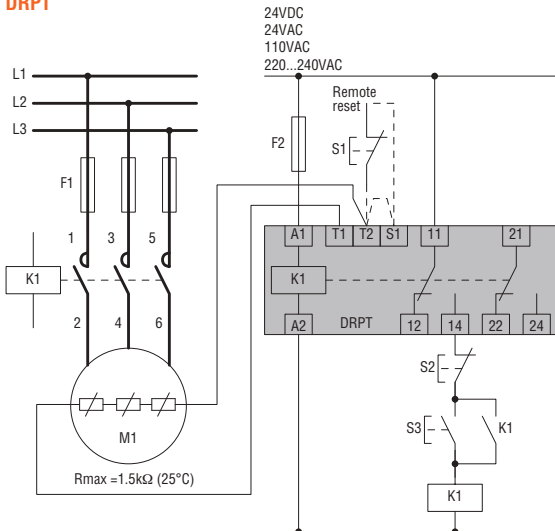 DRPT
24VDC
24VAC
110VAC
220...240VAC
L1
L2
L3
Remote
reset
F2
S1
F1
A1 T1 T2 S1 11 21
1 3 5
K1
K1
2 4 6
A2 DRPT 12 14 22 24
S2
M1
S3 K1
Rmax =1.5kΩ (25°C)
K1